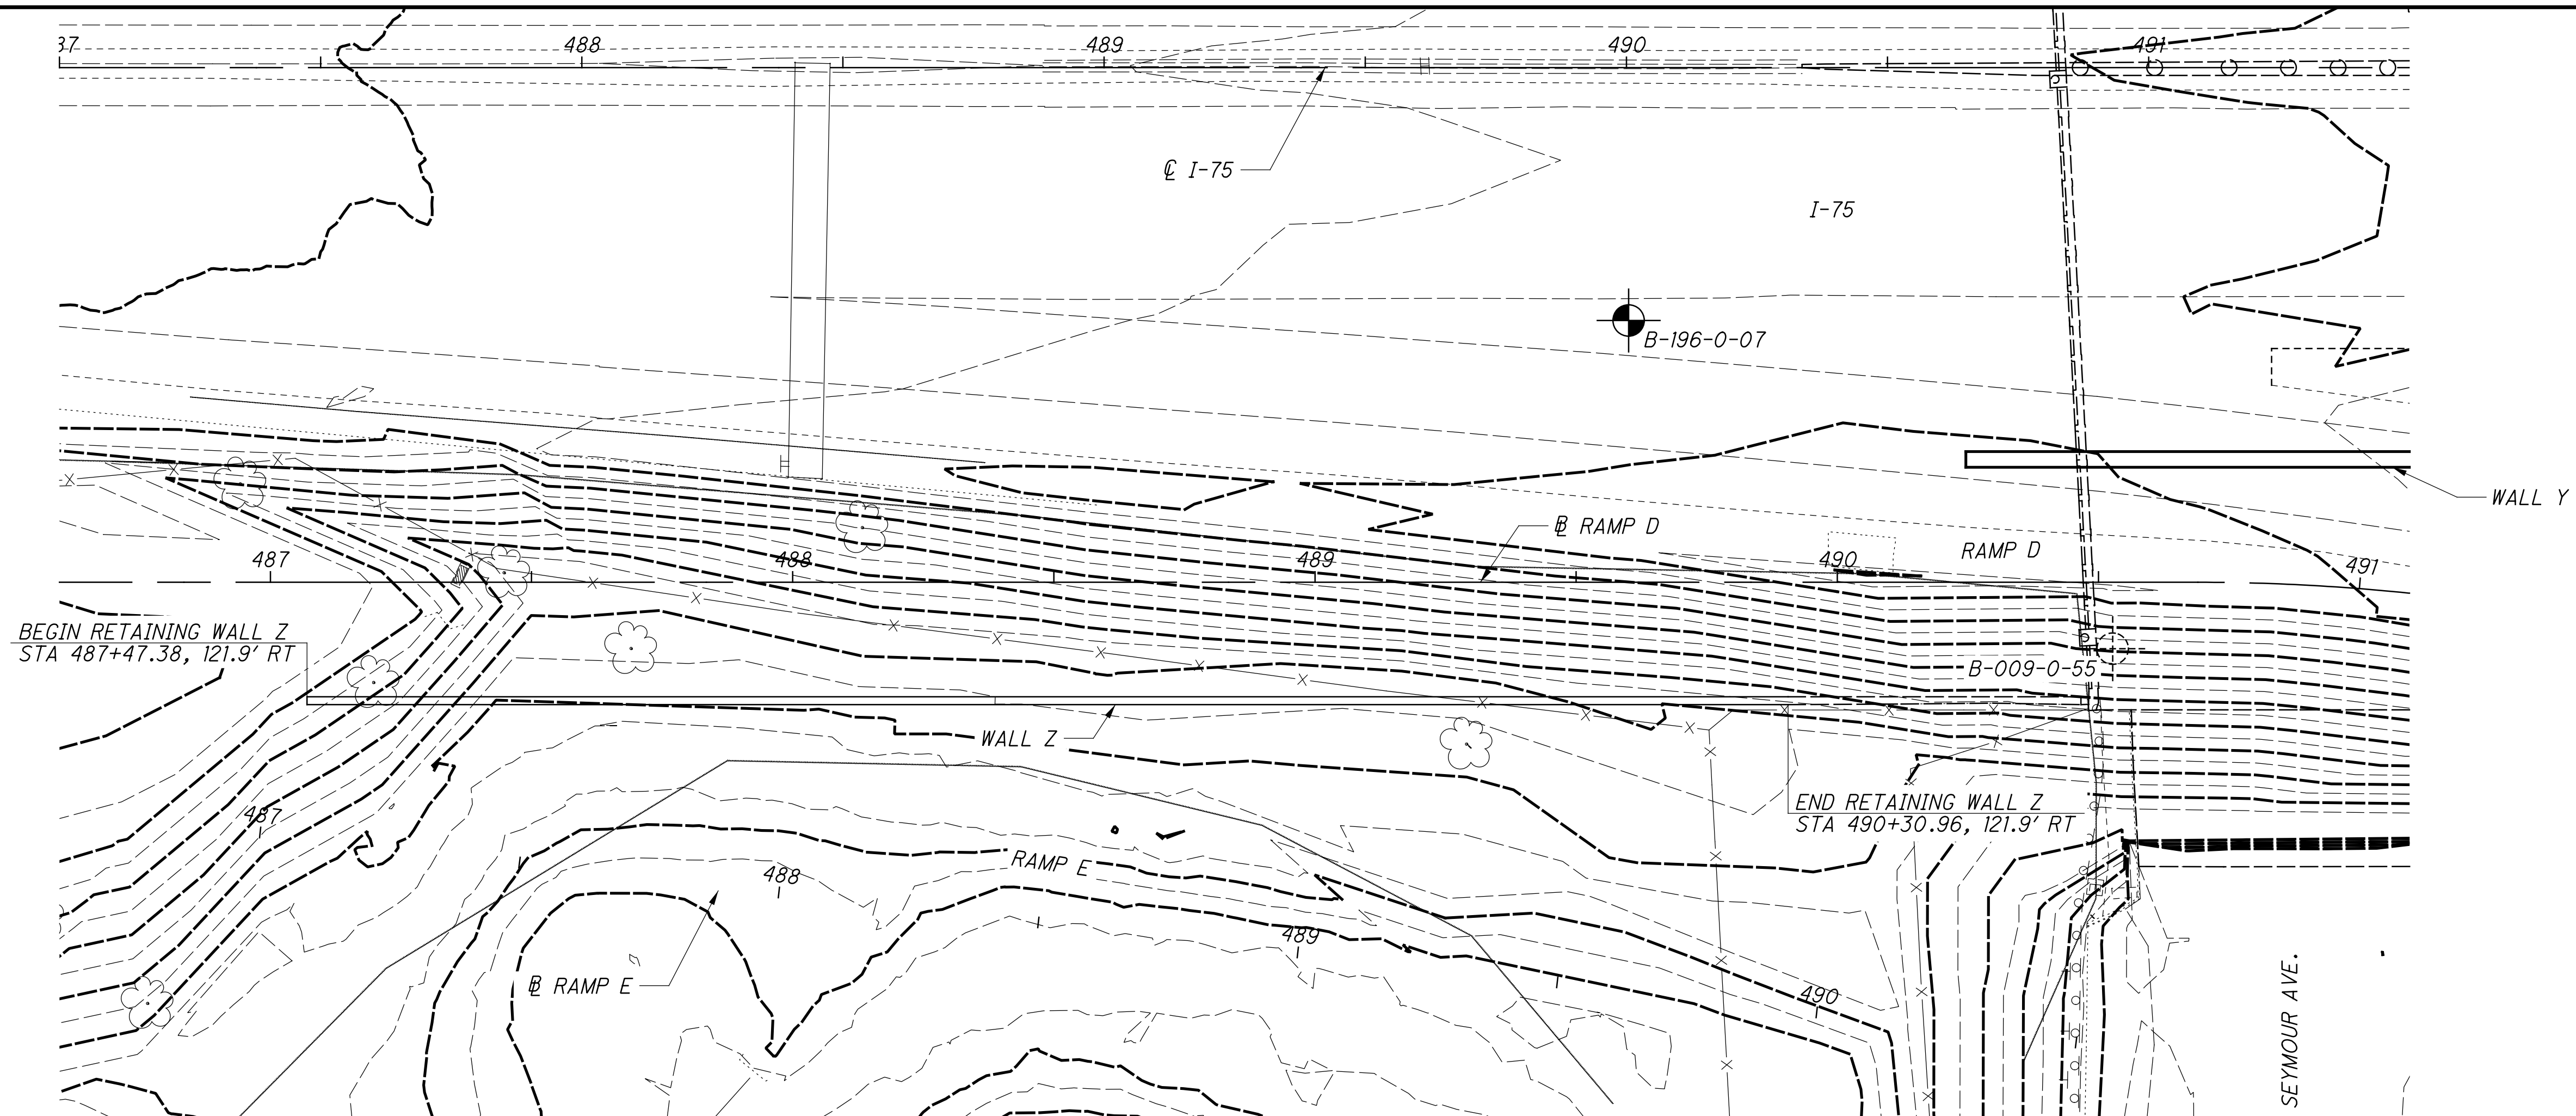 37
488
489
490
491
℄ I-75
I-75
B-196-0-07
WALL Y
℄ RAMP D
RAMP D
487
488
489
490
491
BEGIN RETAINING WALL Z
STA 487+47.38, 121.9' RT
B-009-0-55
WALL Z
END RETAINING WALL Z
STA 490+30.96, 121.9' RT
487
RAMP E
488
489
℄ RAMP E
490
SEYMOUR AVE.